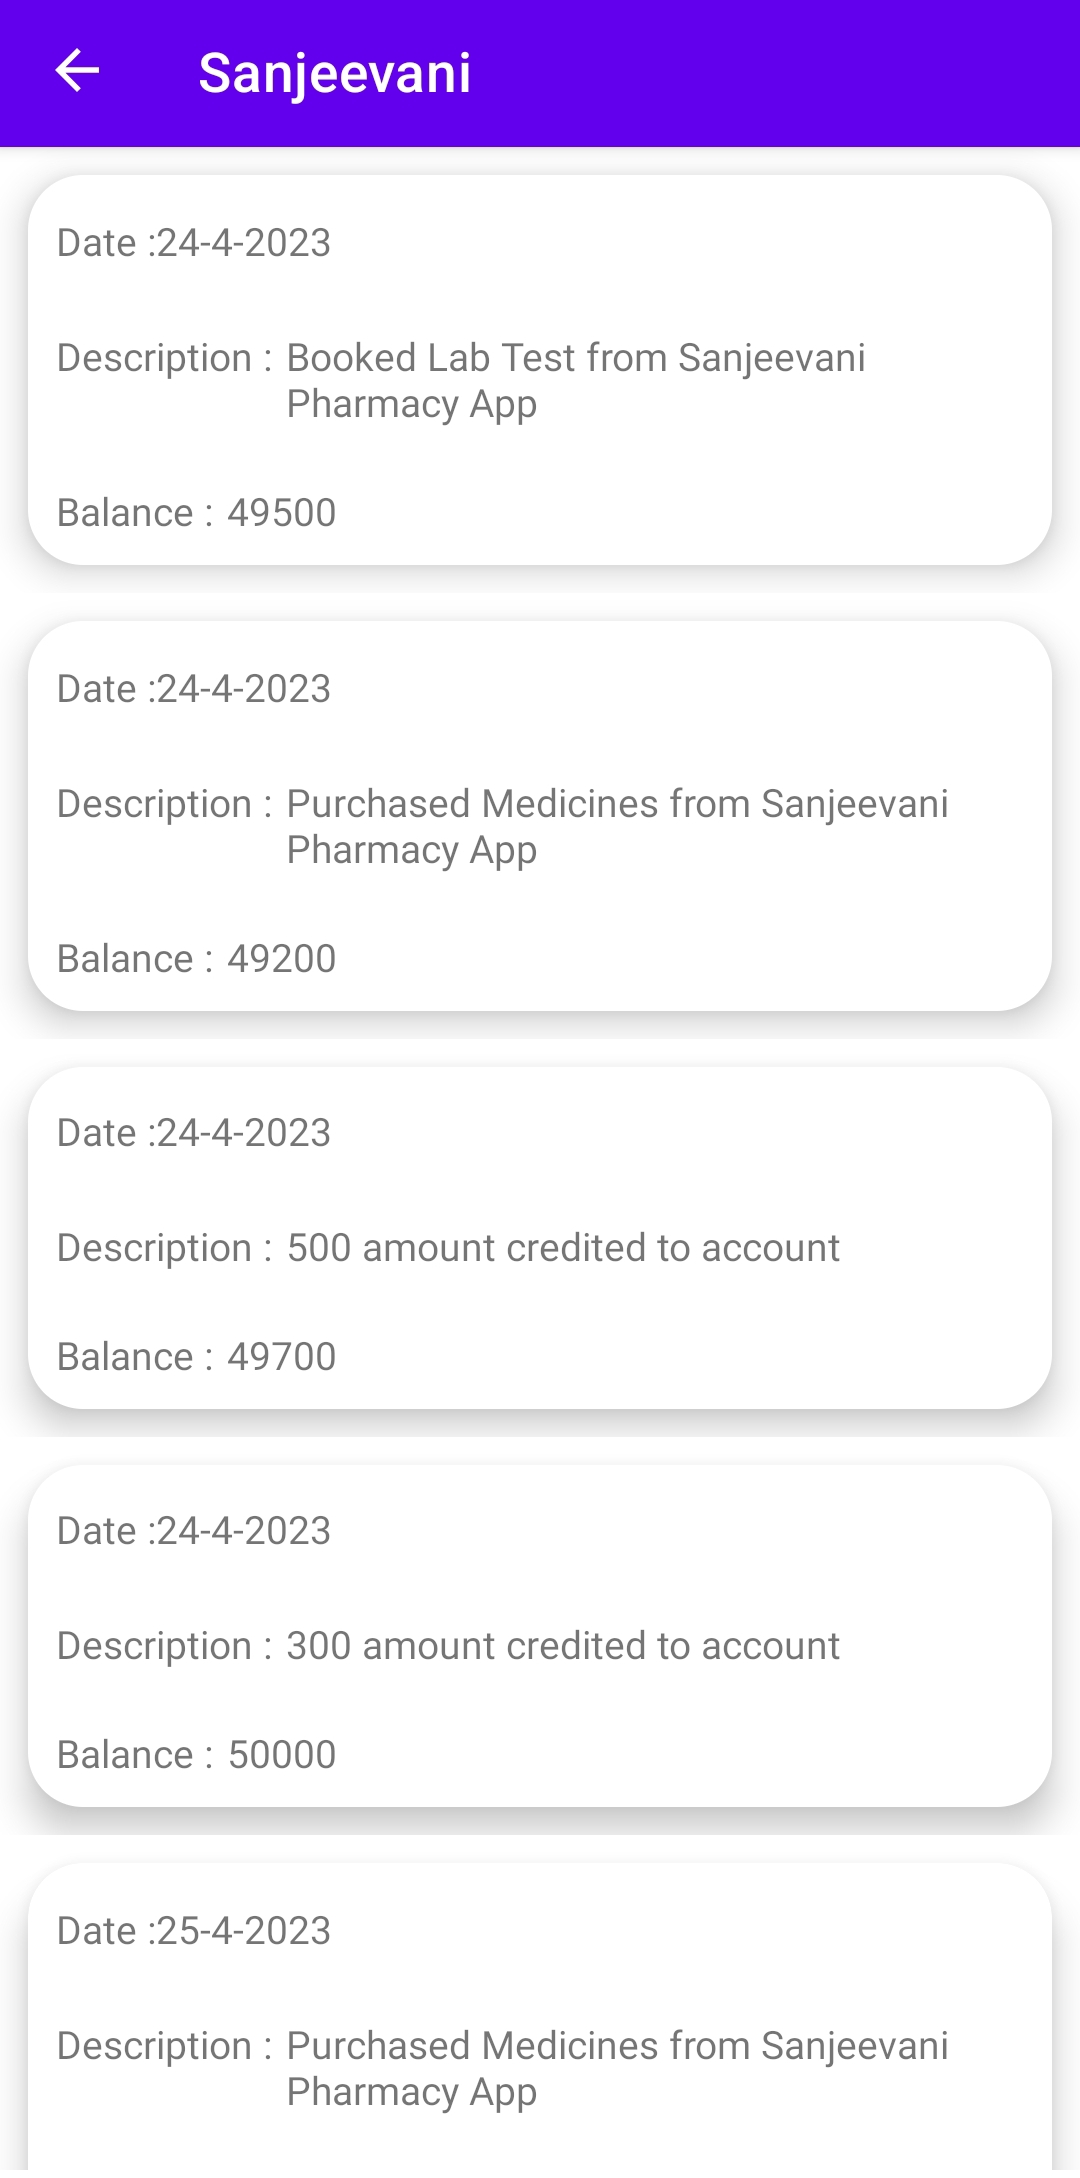 Sanjeevani
Date :24-4-2023
Description : Booked Lab Test from Sanjeevani
Pharmacy App
Balance : 49500
Date :24-4-2023
Description : Purchased Medicines from Sanjeevani
Pharmacy App
Balance : 49200
Date :24-4-2023
Description : 500 amount credited to account
Balance : 49700
Date :24-4-2023
Description : 300 amount credited to account
Balance : 50000
Date :25-4-2023
Description : Purchased Medicines from Sanjeevani
Pharmacy App